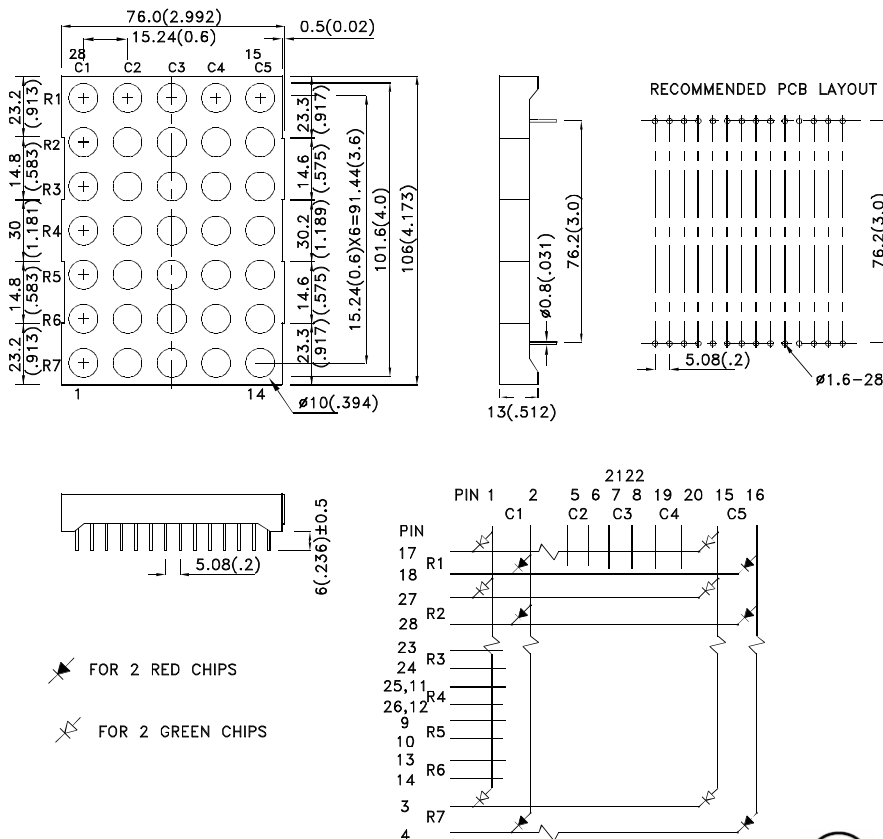 76.0(2.992)
15.24(0.6)
0.5(0.02)
28
15
C1 C2 C3 C4 C5
R1
R2
R3
R4
R5
R6
R7
23.2
(.913)
14.8
(.583)
30
(1.181)
14.8
(.583)
23.2
(.913)
23.3
(.917)
14.6
(.575)
30.2
(1.189)
14.6
(.575)
23.3
(.917)
15.24(0.6)X6=91.44(3.6)
101.6(4.0)
106(4.173)
1
14
ø10(.394)
13(.512)
ø0.8(.031)
76.2(3.0)
RECOMMENDED PCB LAYOUT
76.2(3.0)
5.08(.2)
ø1.6-28
5.08(.2)
6(.236)±0.5
FOR 2 RED CHIPS
FOR 2 GREEN CHIPS
2122
PIN 1 2 5 6 7 8 19 20 15 16
C1 C2 C3 C4 C5
PIN
17
R1
18
27
R2
28
23
R3
24
25,11
R4
26,12
9
R5
10
13
R6
14
3
R7
4